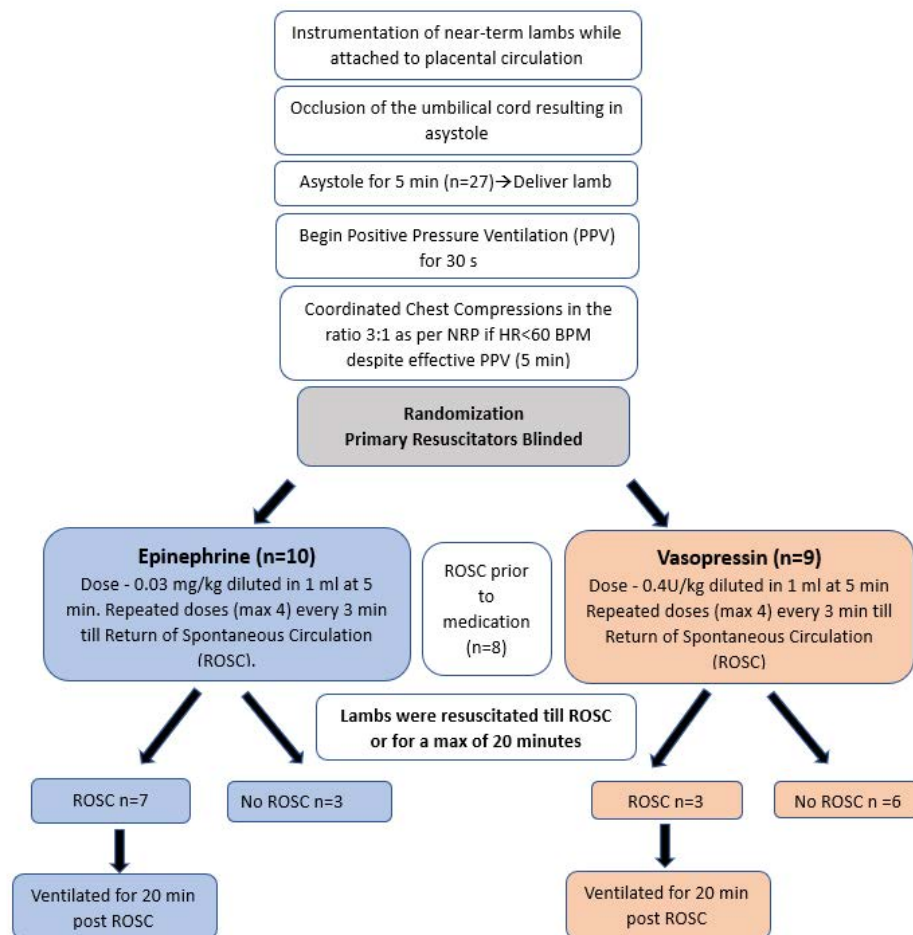 Instrumentation of near-term lambs while
attached to placental circulation
Occlusion of the umbilical cord resulting in
asystole
Asystole for 5 min (n=27)→Deliver lamb
Begin Positive Pressure Ventilation (PPV)
for 30 s
Coordinated Chest Compressions in the
ratio 3:1 as per NRP if HR<60 BPM
despite effective PPV (5 min)
Randomization
Primary Resuscitators Blinded
Epinephrine (n=10)
Dose - 0.03 mg/kg diluted in 1 ml at 5
min. Repeated doses (max 4) every 3 min
till Return of Spontaneous Circulation
(ROSC).
ROSC prior
to
medication
(n=8)
Vasopressin (n=9)
Dose - 0.4U/kg diluted in 1 ml at 5 min
Repeated doses (max 4) every 3 min till
Return of Spontaneous Circulation
(ROSC)
Lambs were resuscitated till ROSC
or for a max of 20 minutes
ROSC n=7
No ROSC n=3
ROSC n=3
No ROSC n =6
Ventilated for 20 min
post ROSC
Ventilated for 20 min
post ROSC